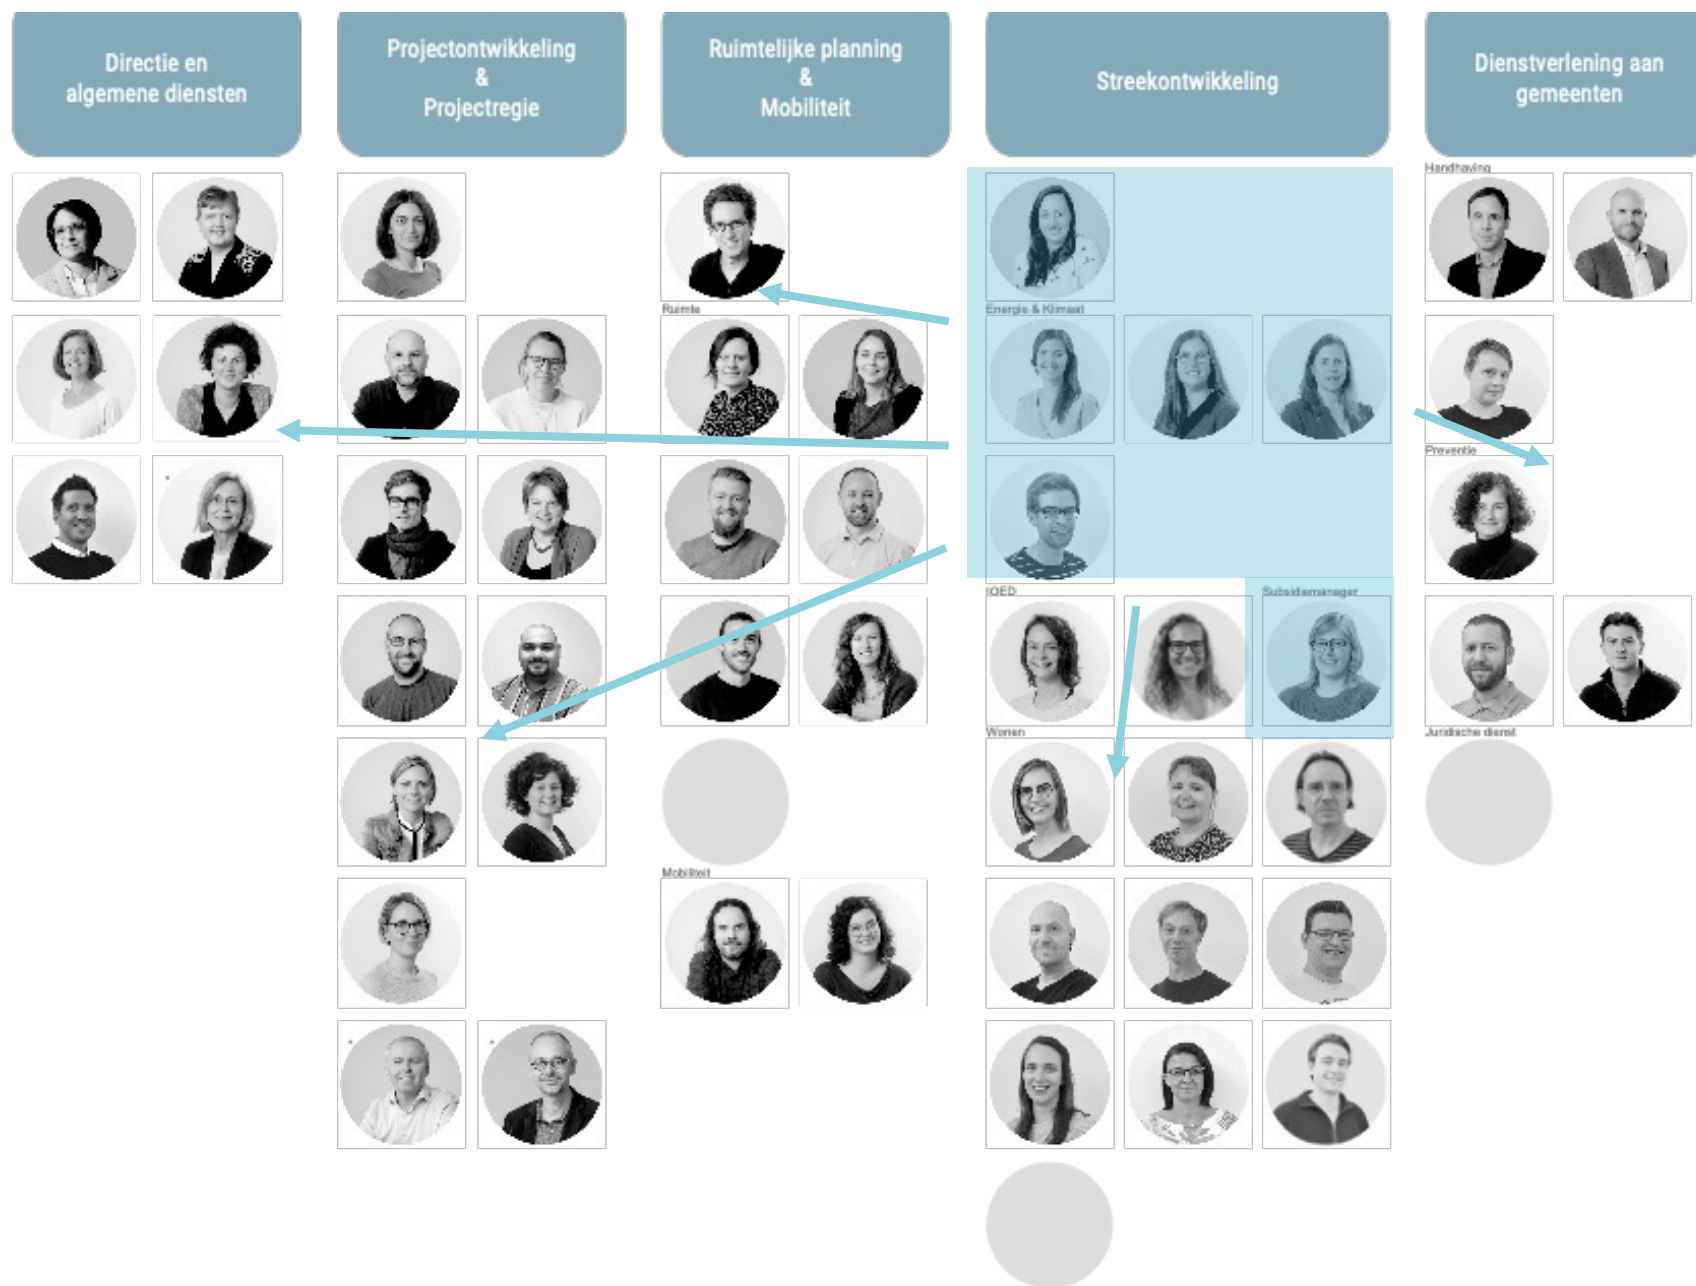 Directie en
algemene diensten
Projectontwikkeling
&
Projectregie
Ruimtelijke planning
&
Mobiliteit
Streekontwikkeling
Dienstverlening aan
gemeenten
Ruimte
Mobiliteit
Energie & Klimaat
IOED
Subsidiemanager
Wonen
Handhaving
Preventie
Juridische dienst